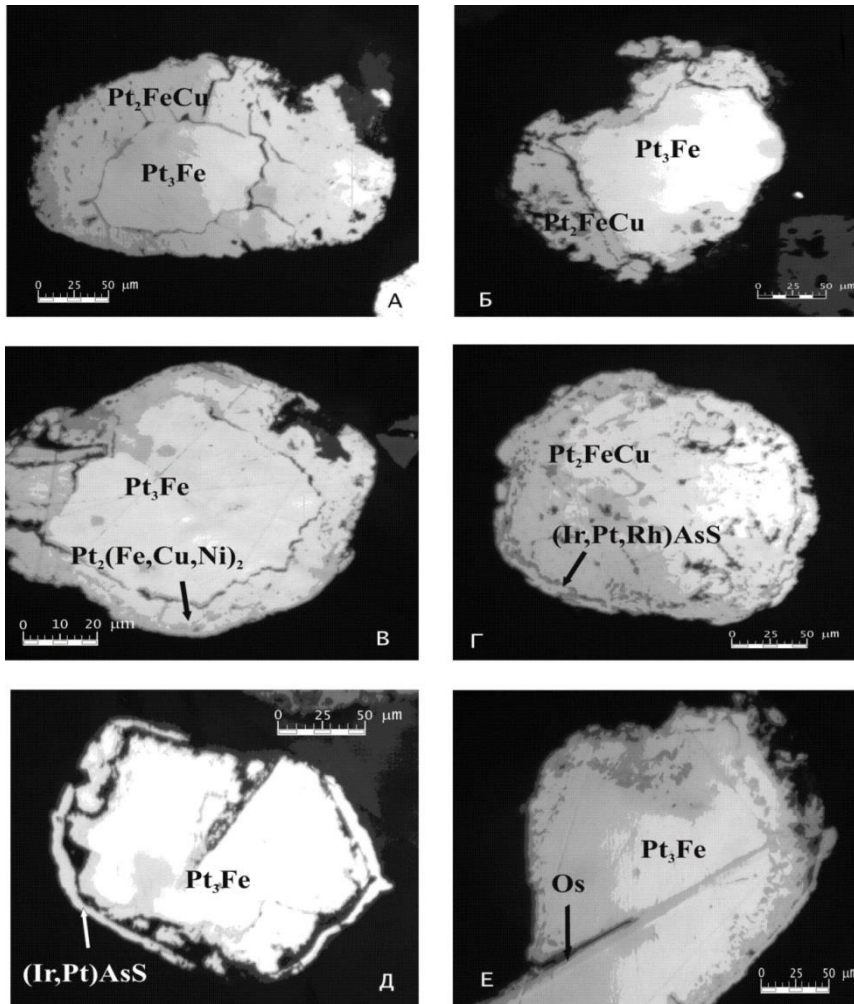 Pt₂FeCu
Pt₃Fe
0 25 50 μm
А
Pt₃Fe
Pt₂FeCu
0 25 50 μm
Б
Pt₃Fe
Pt₂(Fe,Cu,Ni)₂
0 10 20 μm
В
Pt₂FeCu
(Ir,Pt,Rh)AsS
0 25 50 μm
Г
0 25 50 μm
Pt₃Fe
(Ir,Pt)AsS
Д
Pt₃Fe
Os
0 25 50 μm
Е